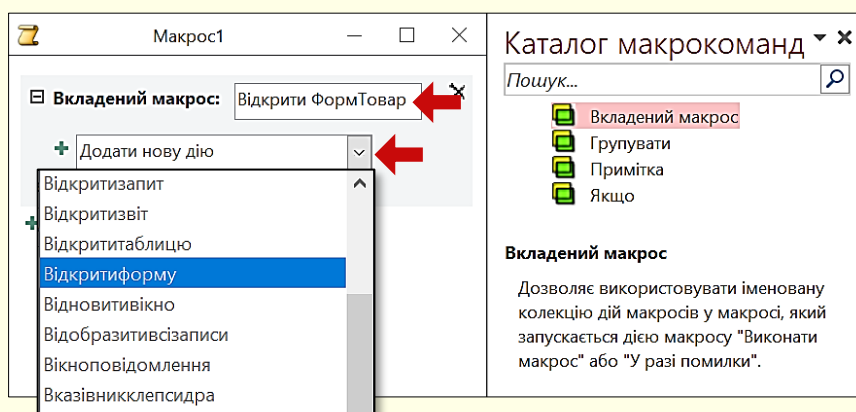 Макрос1
Вкладений макрос: Відкрити ФормТовар
Додати нову дію
Відкритизапит
Відкритизвіт
Відкрититаблицю
Відкритиформу
Відновитивікно
Відобразитивсізаписи
Вікноповідомлення
Вказівникклепсидра
Каталог макрокоманд
Пошук...
Вкладений макрос
Групувати
Примітка
Якщо
Вкладений макрос
Дозволяє використовувати іменовану
колекцію дій макросів у макросі, який
запускається дією макросу "Виконати
макрос" або "У разі помилки".